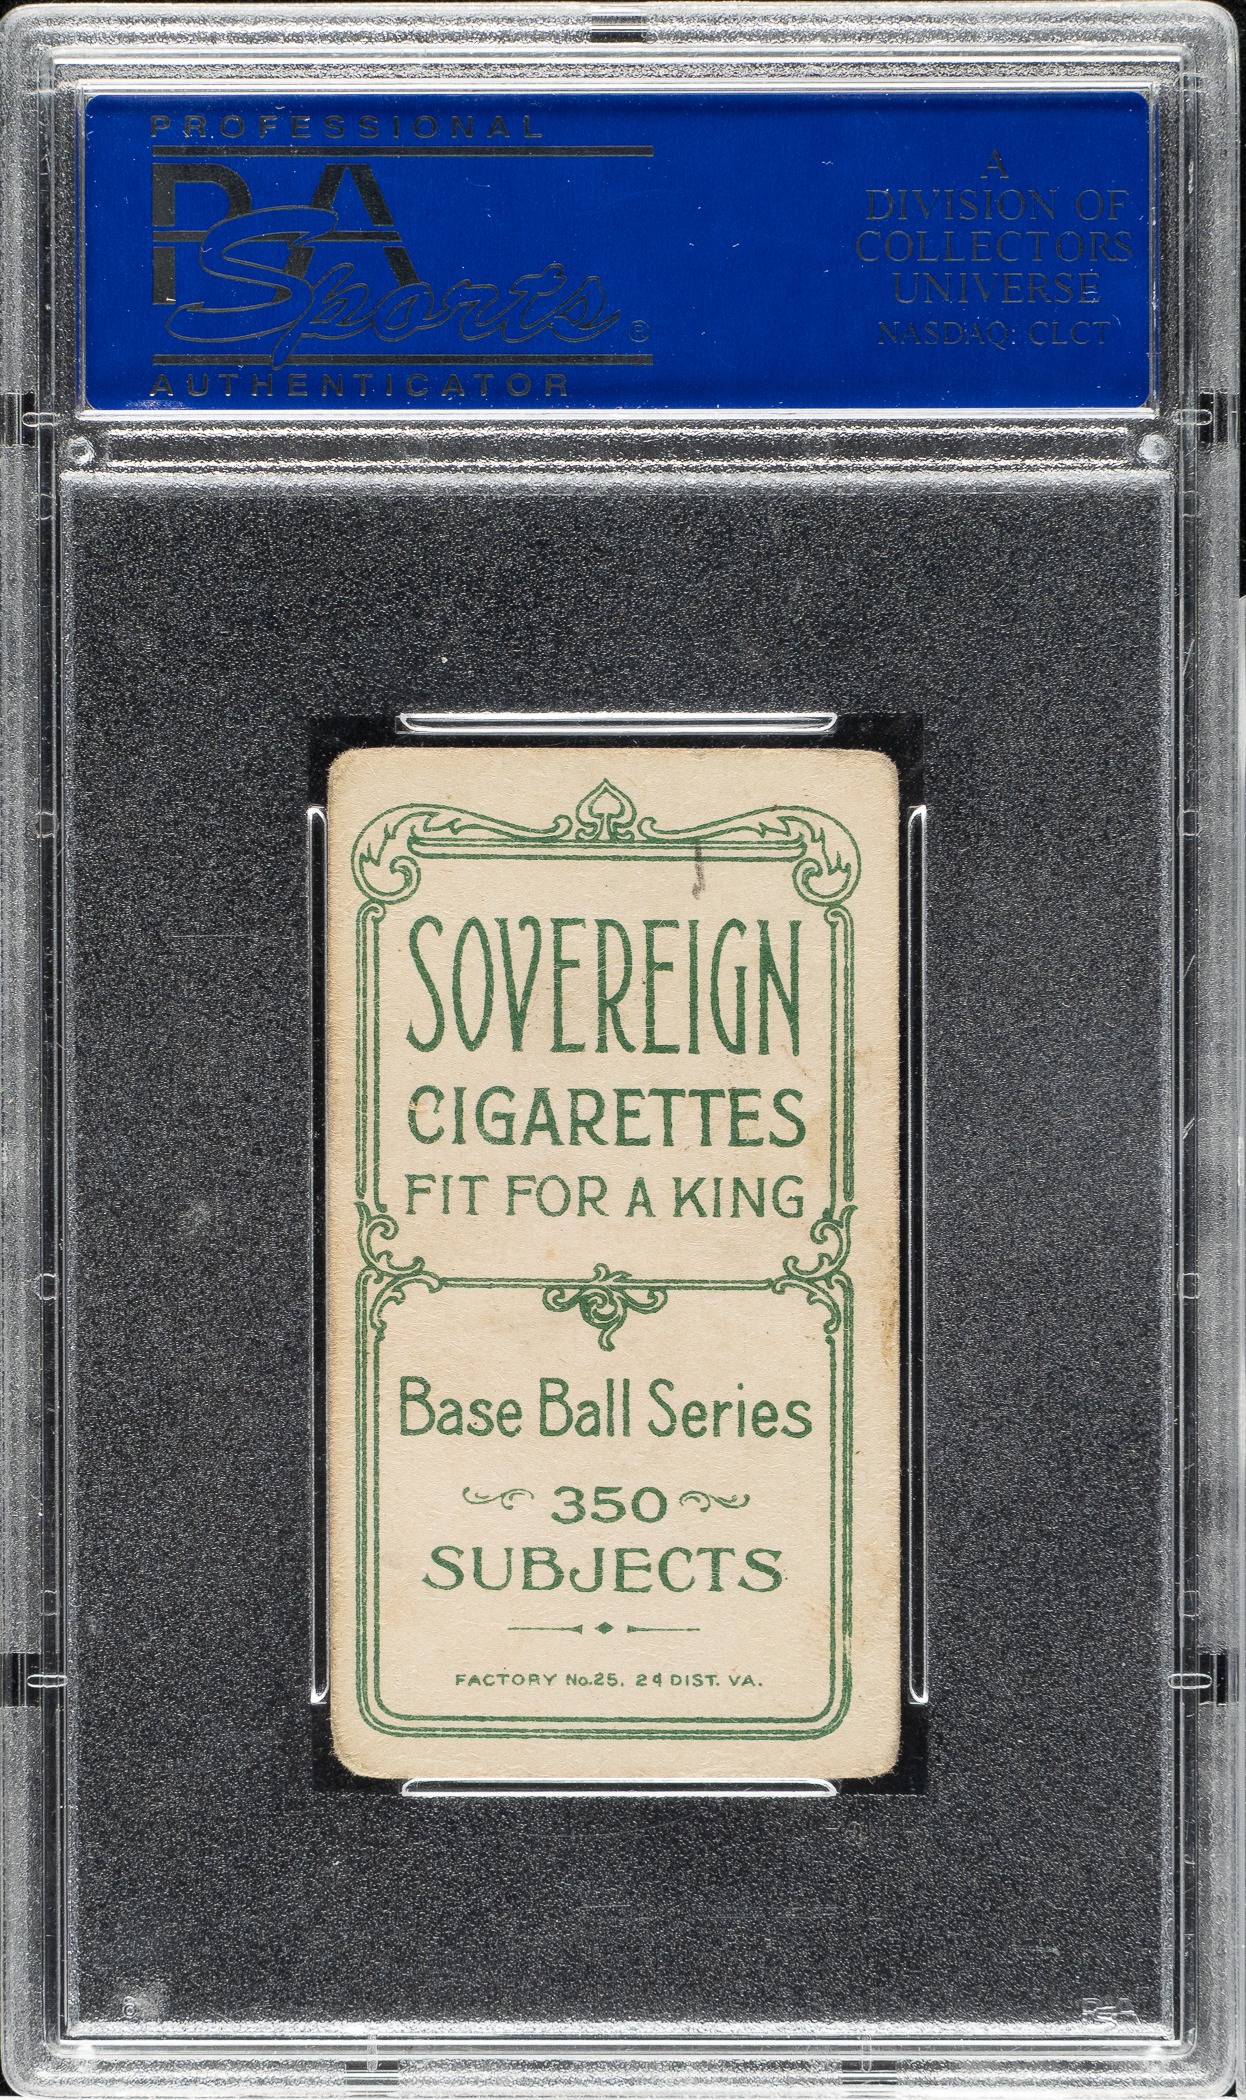 PROFESSIONAL
PSA
Sports®
AUTHENTICATOR
A
DIVISION OF
COLLECTORS
UNIVERSE
NASDAQ: CLCT
SOVEREIGN
CIGARETTES
FIT FOR A KING
Base Ball Series
350
SUBJECTS
FACTORY No.25. 2d DIST. VA.
©
PSA